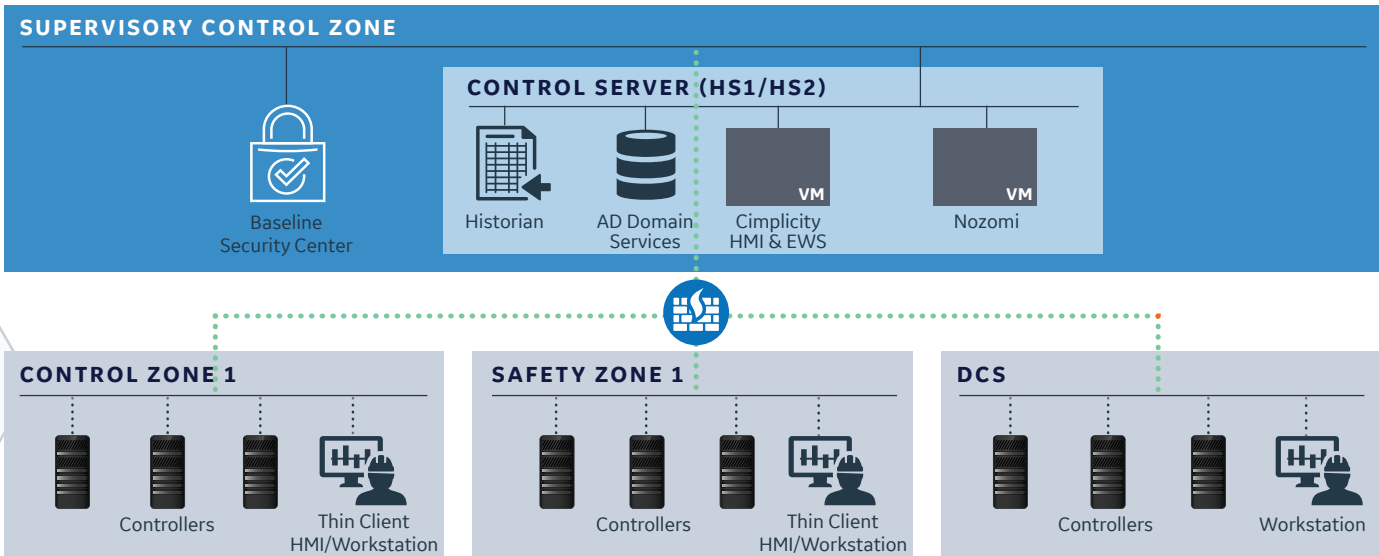 SUPERVISORY CONTROL ZONE
CONTROL SERVER (HS1/HS2)
VM
VM
Baseline
Security Center
Historian
AD Domain
Services
Cimplicity
HMI & EWS
Nozomi
CONTROL ZONE 1
Controllers
Thin Client
HMI/Workstation
SAFETY ZONE 1
Controllers
Thin Client
HMI/Workstation
DCS
Controllers
Workstation